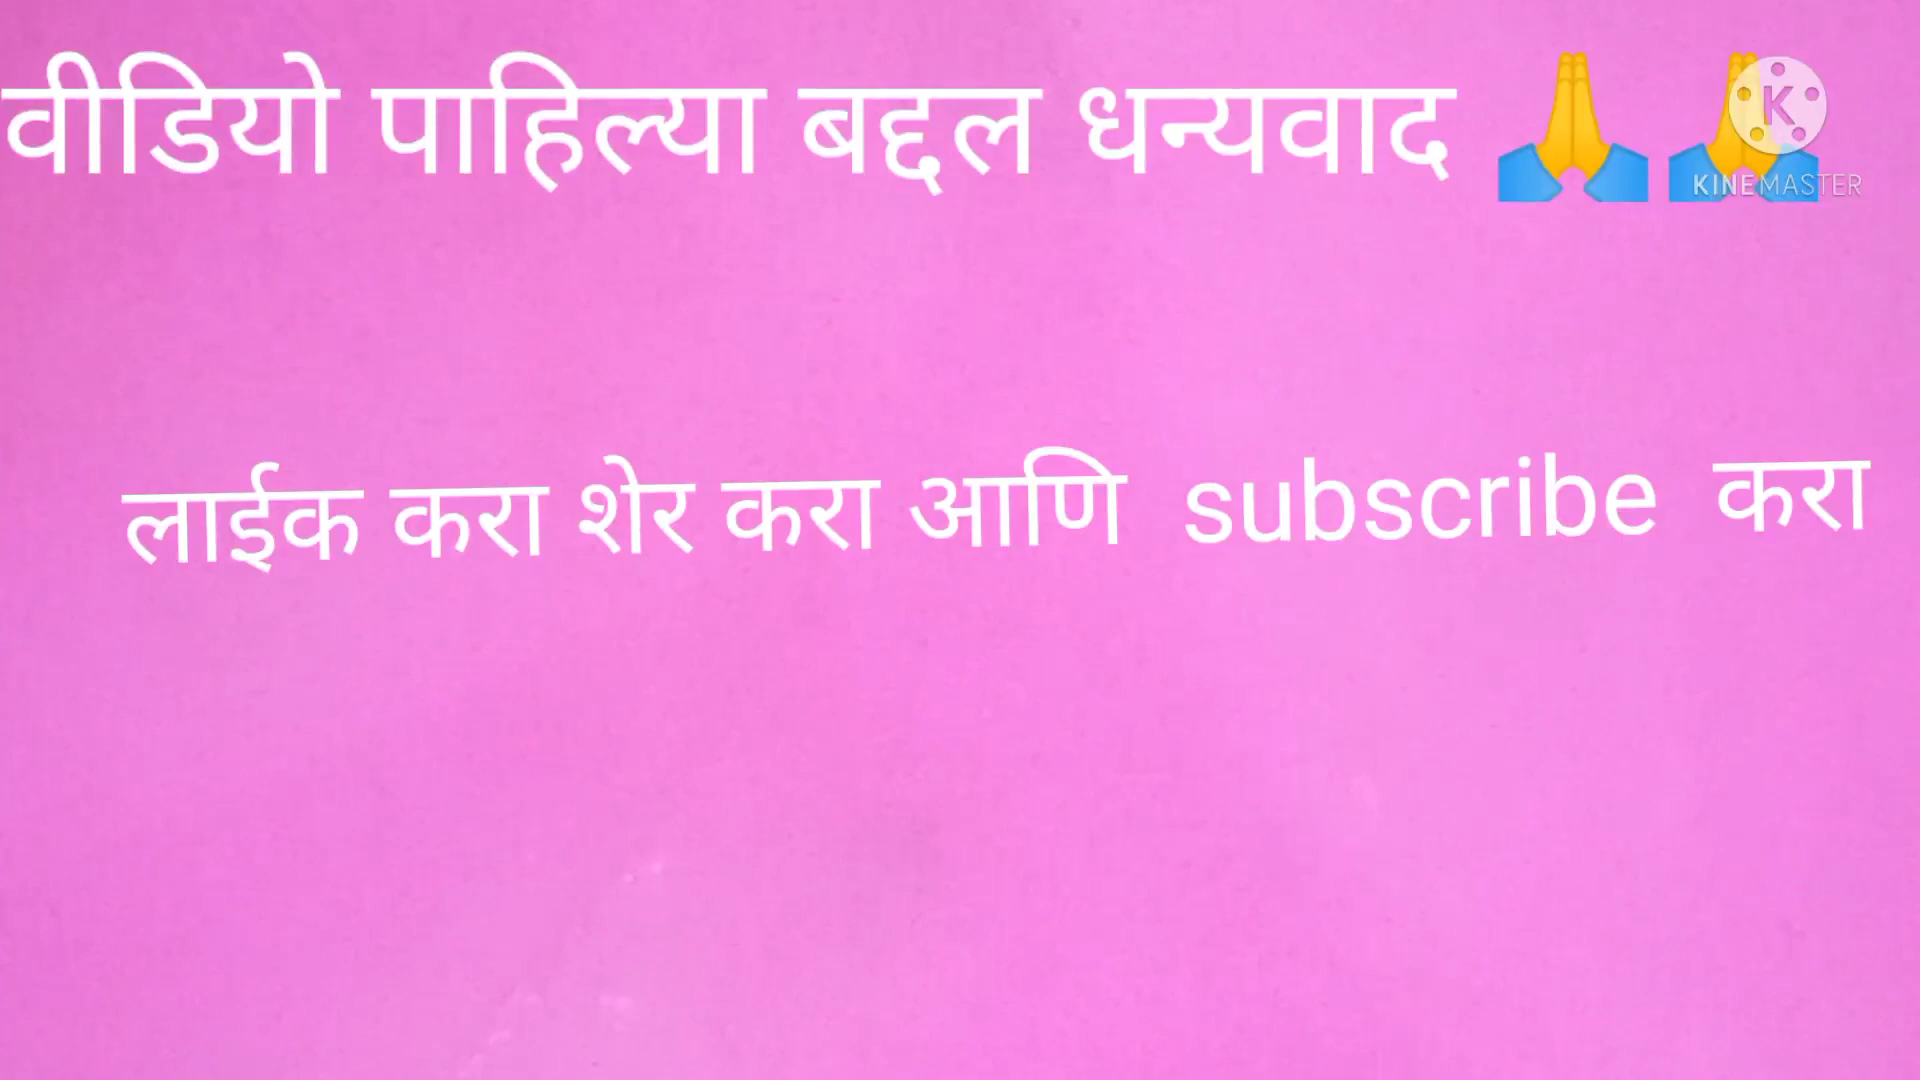 वीडियो पाहिल्या बद्दल धन्यवाद 🙏🙏
KINEMASTER
लाईक करा शेर करा आणि subscribe करा